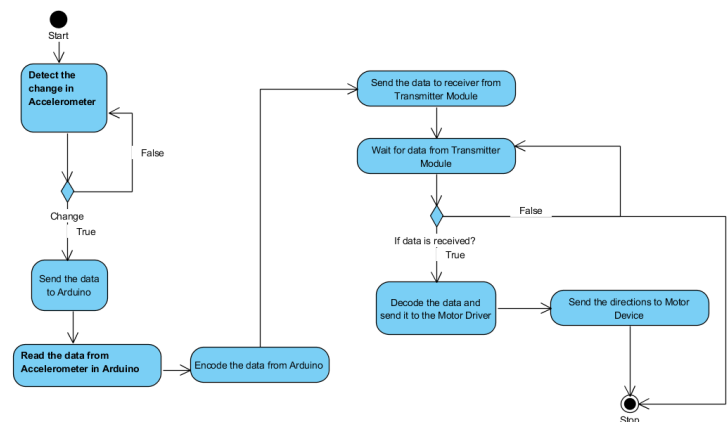 Start
Detect the
change in
Accelerometer
False
Change
True
Send the data
to Arduino
Read the data from
Accelerometer in Arduino
Encode the data from Arduino
Send the data to receiver from
Transmitter Module
Wait for data from Transmitter
Module
False
If data is received?
True
Decode the data and
send it to the Motor Driver
Send the directions to Motor
Device
Stop